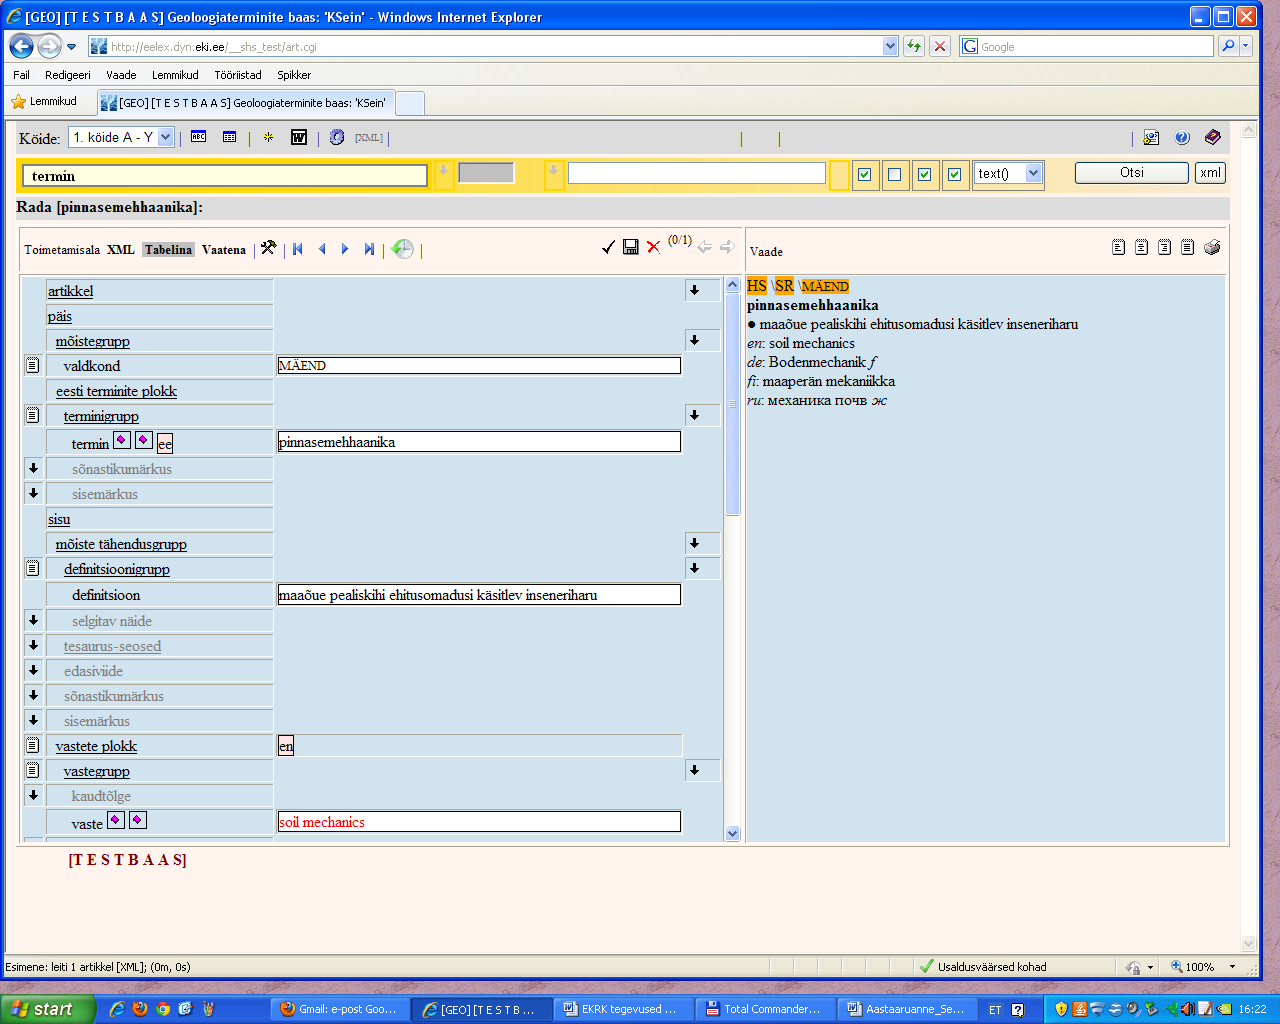 [GEO] [T E S T B A A S] Geoloogiaterminite baas: 'KSein' - Windows Internet Explorer
http://eelex.dyn.eki.ee/__shs_test/art.cgi
Google
Fail Redigeeri Vaade Lemmikud Tööriistad Spikker
Lemmikud
[GEO] [T E S T B A A S] Geoloogiaterminite baas: 'KSein'
Köide: 1. köide A - Y ABC W [XML]
termin text() Otsi xml
Rada [pinnasemehhaanika]:
Toimetamisala XML Tabelina Vaatena (0/1)
Vaade
artikkel
päis
mõistegrupp
valdkond MÄEND
eesti terminite plokk
terminigrupp
termin ee pinnasemehhaanika
sõnastikumärkus
sisemärkus
sisu
mõiste tähendusgrupp
definitsioonigrupp
definitsioon maaõue pealiskihi ehitusomadusi käsitlev inseneriharu
selgitav näide
tesaurus-seosed
edasiviide
sõnastikumärkus
sisemärkus
vastete plokk en
vastegrupp
kaudtõlge
vaste soil mechanics
HS \SR \MÄEND
pinnasemehhaanika
● maaõue pealiskihi ehitusomadusi käsitlev inseneriharu
en: soil mechanics
de: Bodenmechanik f
fi: maaperän mekaniikka
ru: механика почв ж
[T E S T B A A S]
Esimene: leiti 1 artikkel [XML]; (0m, 0s)
Usaldusväärsed kohad
100%
start
Gmail: e-post Goo...
[GEO] [T E S T B ...
EKRK tegevused ...
Total Commander...
Aastaaruanne_Se...
ET
16:22